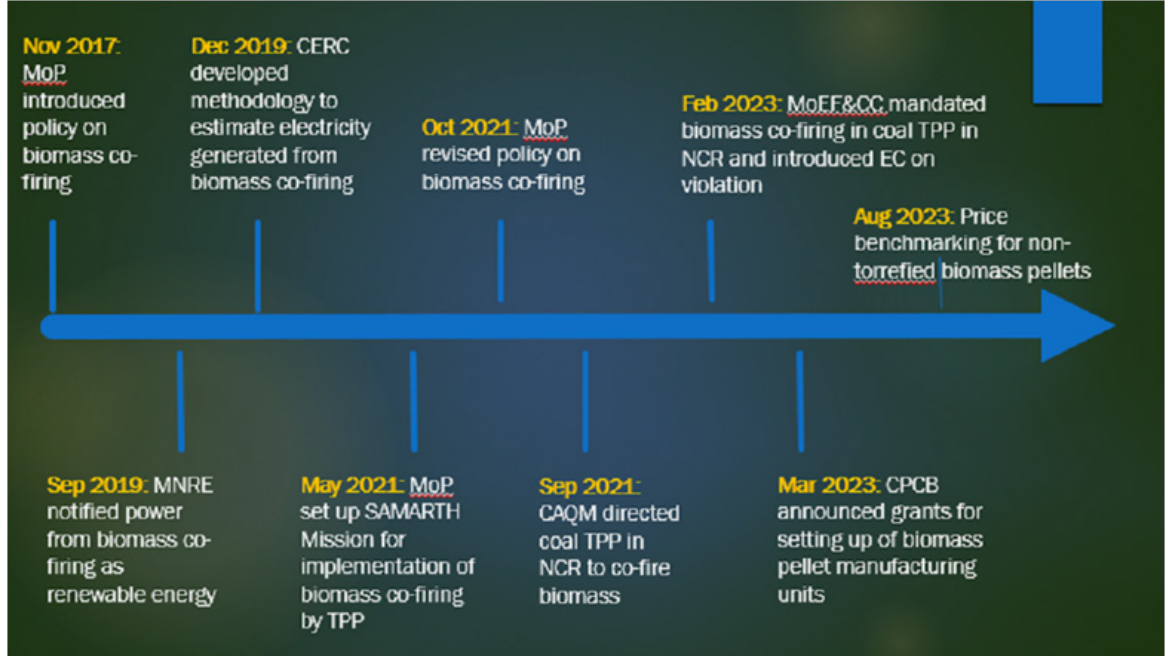 Nov 2017:
MoP
introduced
policy on
biomass co-
firing
Dec 2019: CERC
developed
methodology to
estimate electricity
generated from
biomass co-firing
Oct 2021: MoP
revised policy on
biomass co-firing
Feb 2023: MoEF&CC mandated
biomass co-firing in coal TPP in
NCR and introduced EC on
violation
Aug 2023: Price
benchmarking for non-
torrefied biomass pellets
Sep 2019: MNRE
notified power
from biomass co-
firing as
renewable energy
May 2021: MoP
set up SAMARTH
Mission for
implementation of
biomass co-firing
by TPP
Sep 2021:
CAQM directed
coal TPP in
NCR to co-fire
biomass
Mar 2023: CPCB
announced grants for
setting up of biomass
pellet manufacturing
units